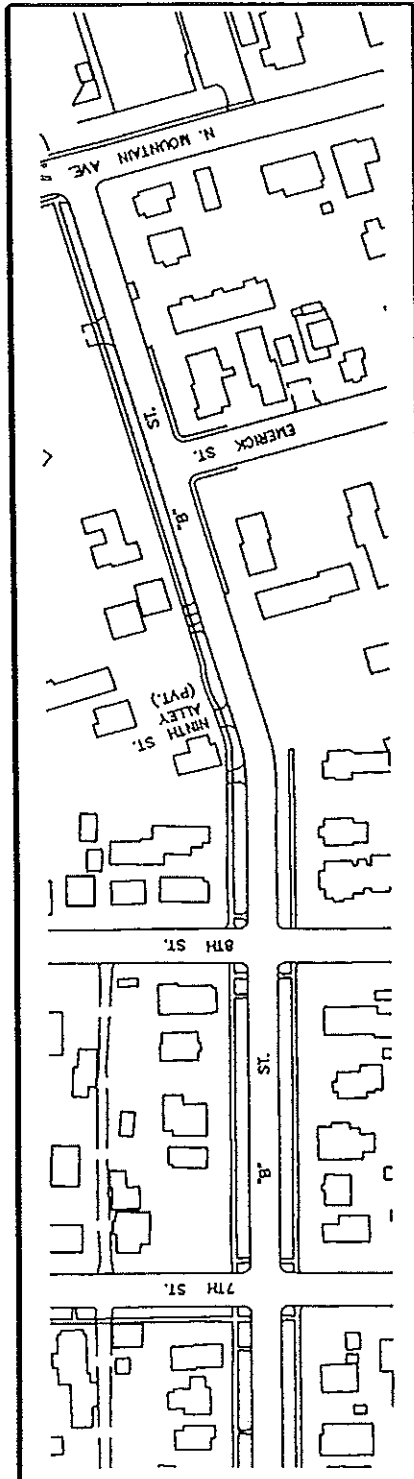 N. MOUNTAIN AVE.
"B" ST.
EMERICK ST.
NINTH ST.
ALLEY
(PVT.)
8TH ST.
"B" ST.
7TH ST.